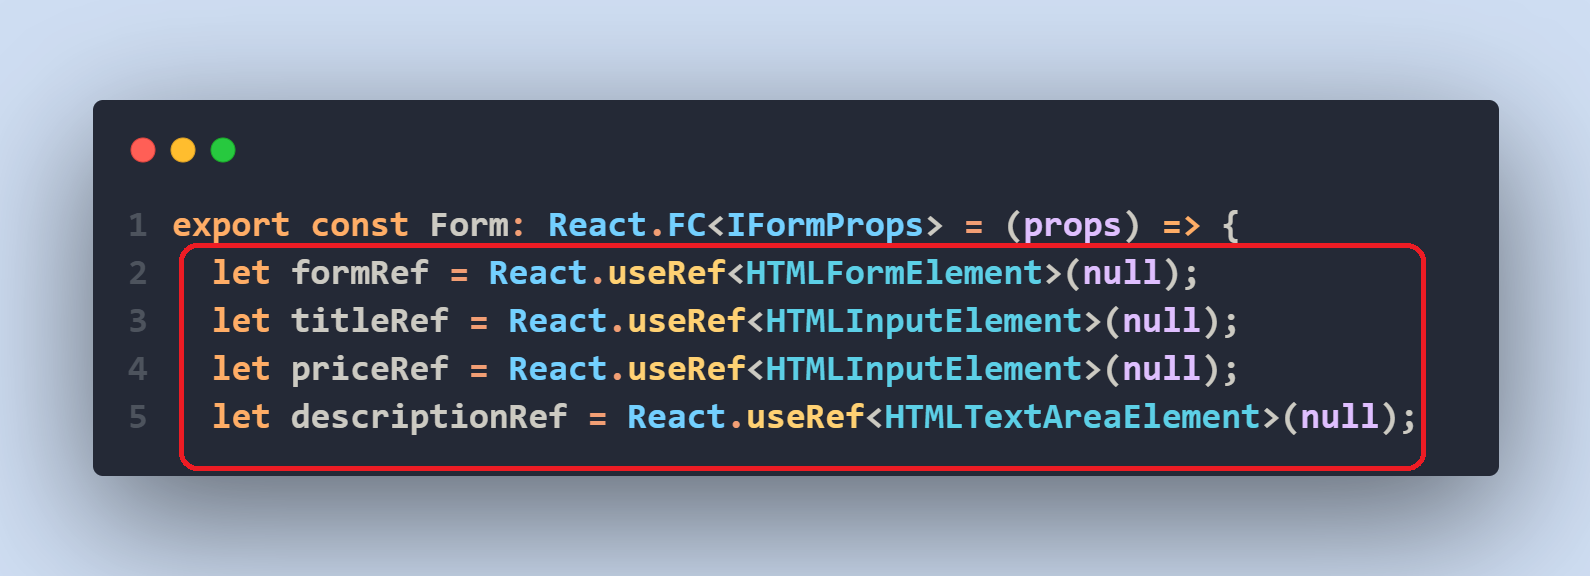 1 export const Form: React.FC<IFormProps> = (props) => {
2 let formRef = React.useRef<HTMLFormElement>(null);
3 let titleRef = React.useRef<HTMLInputElement>(null);
4 let priceRef = React.useRef<HTMLInputElement>(null);
5 let descriptionRef = React.useRef<HTMLTextAreaElement>(null);